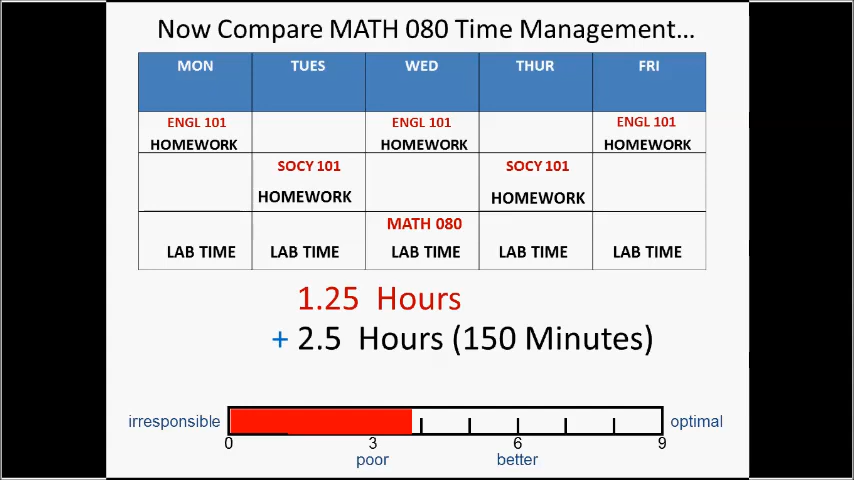 Now Compare MATH 080 Time Management...
MON TUES WED THUR FRI
ENGL 101 ENGL 101 ENGL 101
HOMEWORK HOMEWORK HOMEWORK
SOCY 101 SOCY 101
HOMEWORK HOMEWORK
MATH 080
LAB TIME LAB TIME LAB TIME LAB TIME LAB TIME
1.25 Hours
+ 2.5 Hours (150 Minutes)
irresponsible optimal
0 3 6 9
poor better